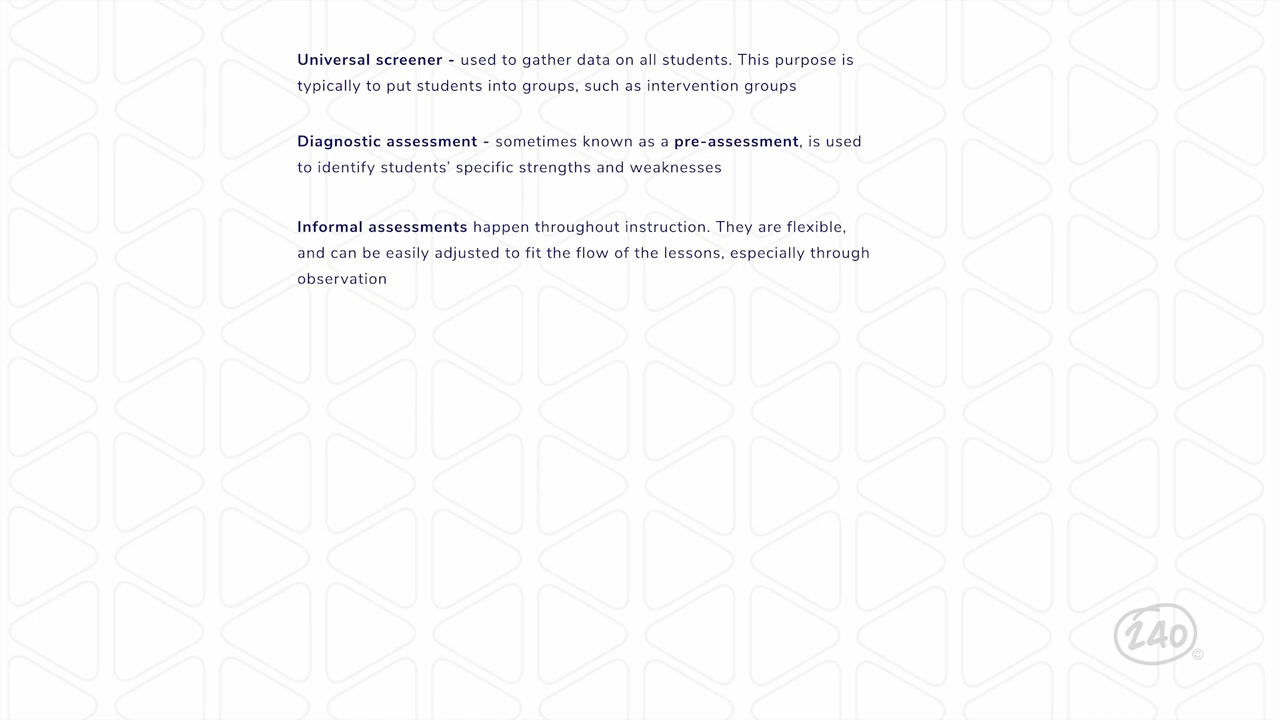 Universal screener - used to gather data on all students. This purpose is
typically to put students into groups, such as intervention groups
Diagnostic assessment - sometimes known as a pre-assessment, is used
to identify students’ specific strengths and weaknesses
Informal assessments happen throughout instruction. They are flexible,
and can be easily adjusted to fit the flow of the lessons, especially through
observation
240
©